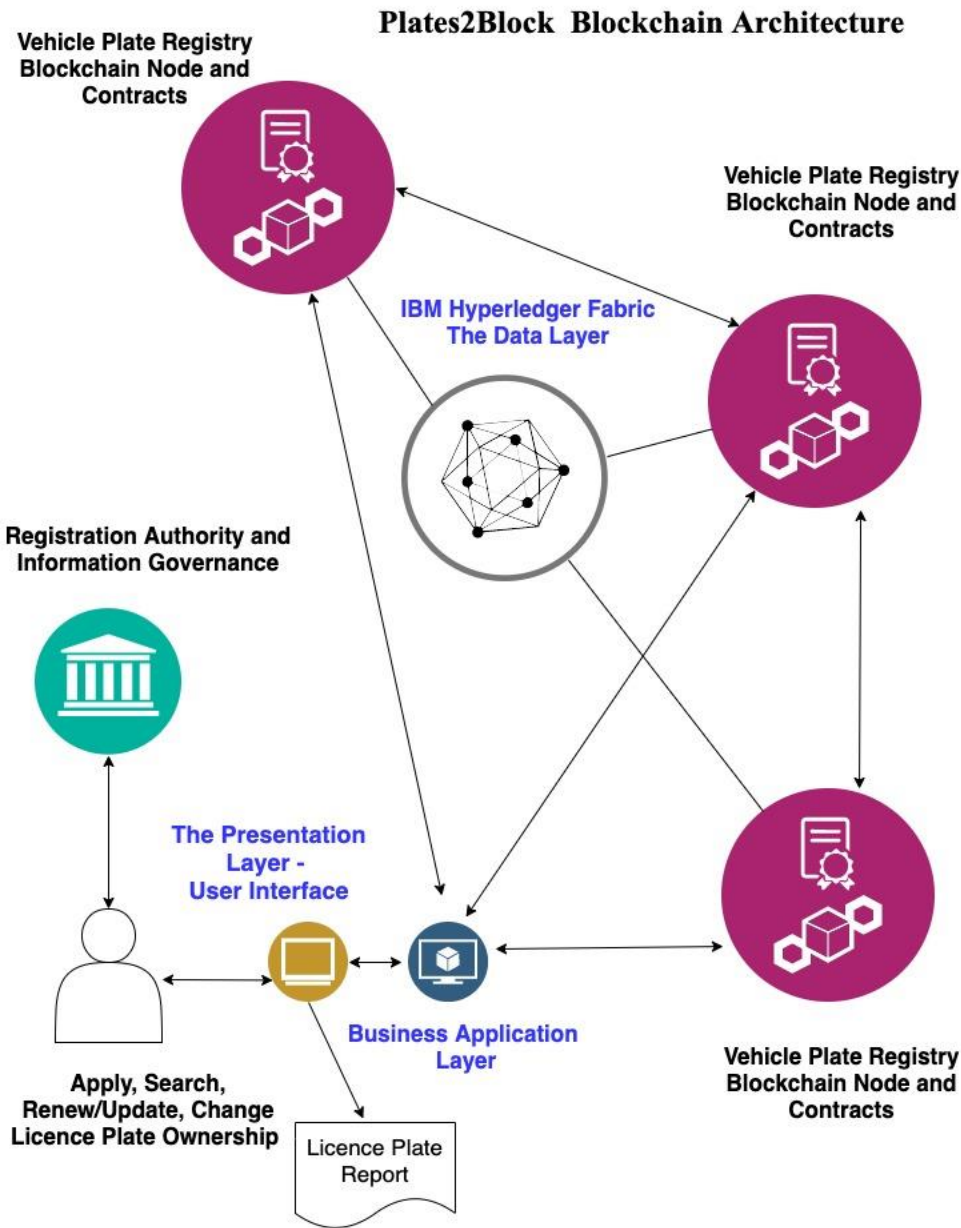 Plates2Block Blockchain Architecture
Vehicle Plate Registry
Blockchain Node and
Contracts
Vehicle Plate Registry
Blockchain Node and
Contracts
IBM Hyperledger Fabric
The Data Layer
Registration Authority and
Information Governance
The Presentation
Layer -
User Interface
Business Application
Layer
Apply, Search,
Renew/Update, Change
Licence Plate Ownership
Licence Plate
Report
Vehicle Plate Registry
Blockchain Node and
Contracts